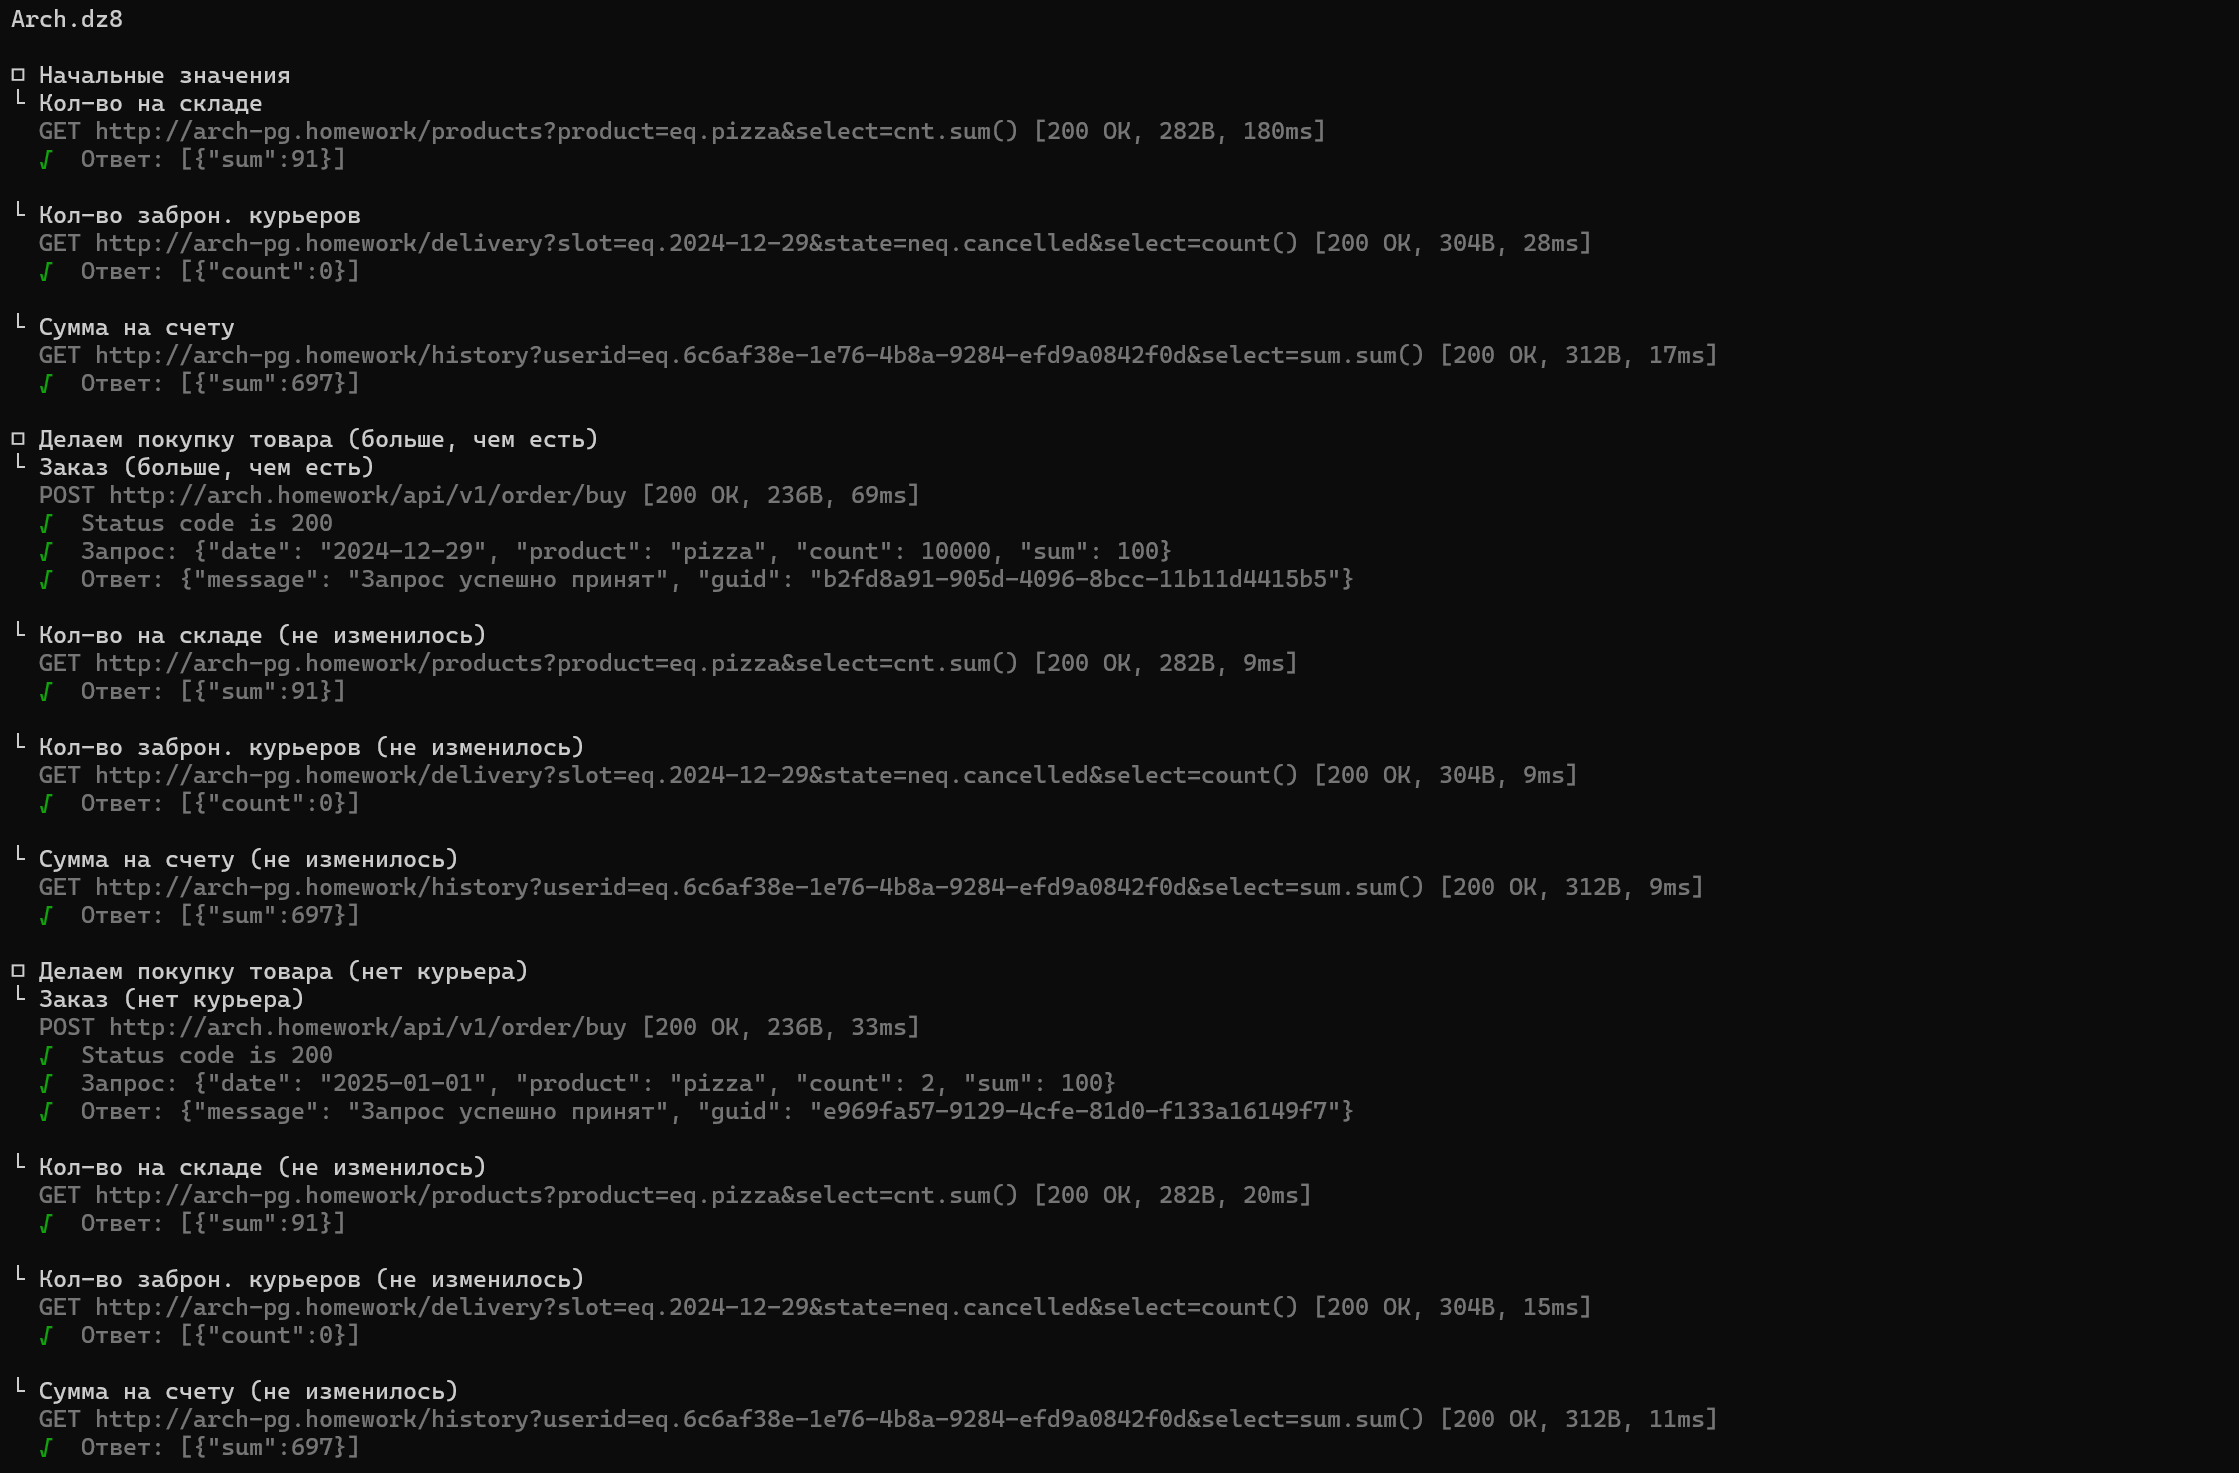 Arch.dz8
□ Начальные значения
└ Кол-во на складе
GET http://arch-pg.homework/products?product=eq.pizza&select=cnt.sum() [200 OK, 282B, 180ms]
√ Ответ: [{"sum":91}]
└ Кол-во заброн. курьеров
GET http://arch-pg.homework/delivery?slot=eq.2024-12-29&state=neq.cancelled&select=count() [200 OK, 304B, 28ms]
√ Ответ: [{"count":0}]
└ Сумма на счету
GET http://arch-pg.homework/history?userid=eq.6c6af38e-1e76-4b8a-9284-efd9a0842f0d&select=sum.sum() [200 OK, 312B, 17ms]
√ Ответ: [{"sum":697}]
□ Делаем покупку товара (больше, чем есть)
└ Заказ (больше, чем есть)
POST http://arch.homework/api/v1/order/buy [200 OK, 236B, 69ms]
√ Status code is 200
√ Запрос: {"date": "2024-12-29", "product": "pizza", "count": 10000, "sum": 100}
√ Ответ: {"message": "Запрос успешно принят", "guid": "b2fd8a91-905d-4096-8bcc-11b11d4415b5"}
└ Кол-во на складе (не изменилось)
GET http://arch-pg.homework/products?product=eq.pizza&select=cnt.sum() [200 OK, 282B, 9ms]
√ Ответ: [{"sum":91}]
└ Кол-во заброн. курьеров (не изменилось)
GET http://arch-pg.homework/delivery?slot=eq.2024-12-29&state=neq.cancelled&select=count() [200 OK, 304B, 9ms]
√ Ответ: [{"count":0}]
└ Сумма на счету (не изменилось)
GET http://arch-pg.homework/history?userid=eq.6c6af38e-1e76-4b8a-9284-efd9a0842f0d&select=sum.sum() [200 OK, 312B, 9ms]
√ Ответ: [{"sum":697}]
□ Делаем покупку товара (нет курьера)
└ Заказ (нет курьера)
POST http://arch.homework/api/v1/order/buy [200 OK, 236B, 33ms]
√ Status code is 200
√ Запрос: {"date": "2025-01-01", "product": "pizza", "count": 2, "sum": 100}
√ Ответ: {"message": "Запрос успешно принят", "guid": "e969fa57-9129-4cfe-81d0-f133a16149f7"}
└ Кол-во на складе (не изменилось)
GET http://arch-pg.homework/products?product=eq.pizza&select=cnt.sum() [200 OK, 282B, 20ms]
√ Ответ: [{"sum":91}]
└ Кол-во заброн. курьеров (не изменилось)
GET http://arch-pg.homework/delivery?slot=eq.2024-12-29&state=neq.cancelled&select=count() [200 OK, 304B, 15ms]
√ Ответ: [{"count":0}]
└ Сумма на счету (не изменилось)
GET http://arch-pg.homework/history?userid=eq.6c6af38e-1e76-4b8a-9284-efd9a0842f0d&select=sum.sum() [200 OK, 312B, 11ms]
√ Ответ: [{"sum":697}]